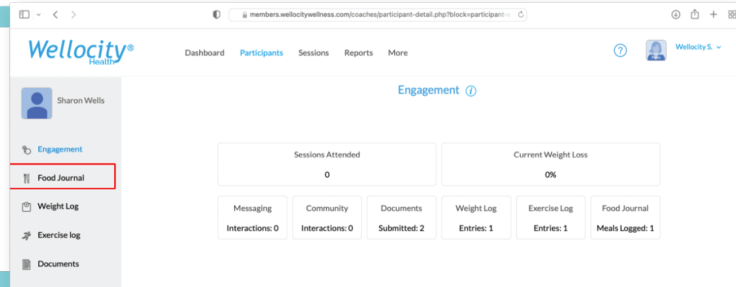 members.wellocitywellness.com/coaches/participant-detail.php?block=participant-
Wellocity®
Health
Dashboard Participants Sessions Reports More
Wellocity S.
Sharon Wells
Engagement
Engagement
Food Journal
Weight Log
Exercise log
Documents
Sessions Attended
0
Current Weight Loss
0%
Messaging
Interactions: 0
Community
Interactions: 0
Documents
Submitted: 2
Weight Log
Entries: 1
Exercise Log
Entries: 1
Food Journal
Meals Logged: 1